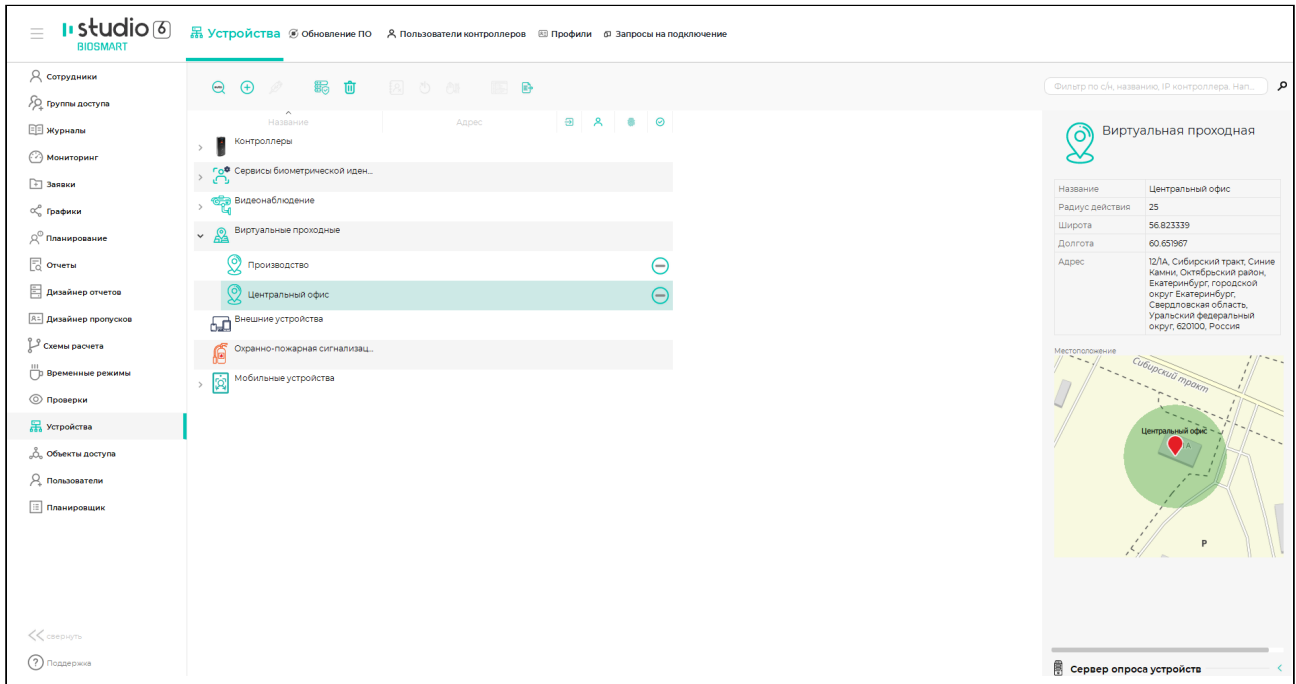 studio 6
BIOSMART
Устройства
Обновление ПО
Пользователи контроллеров
Профили
Запросы на подключение
Сотрудники
Группы доступа
Журналы
Мониторинг
Заявки
Графики
Планирование
Отчеты
Дизайнер отчетов
Дизайнер пропусков
Схемы расчета
Временные режимы
Проверки
Устройства
Объекты доступа
Пользователи
Планировщик
свернуть
Поддержка
Название
Адрес
Контроллеры
Сервисы биометрической иден...
Видеонаблюдение
Виртуальные проходные
Производство
Центральный офис
Внешние устройства
Охранно-пожарная сигнализац...
Мобильные устройства
Фильтр по с/н, названию, IP контроллера. Нап...
Виртуальная проходная
Название Центральный офис
Радиус действия 25
Широта 56.823339
Долгота 60.651967
Адрес 12/1А, Сибирский тракт, Синие
Камни, Октябрьский район,
Екатеринбург, городской
округ Екатеринбург,
Свердловская область,
Уральский федеральный
округ, 620100, Россия
Местоположение
Сибирский тракт
Центральный офис
А
P
Сервер опроса устройств